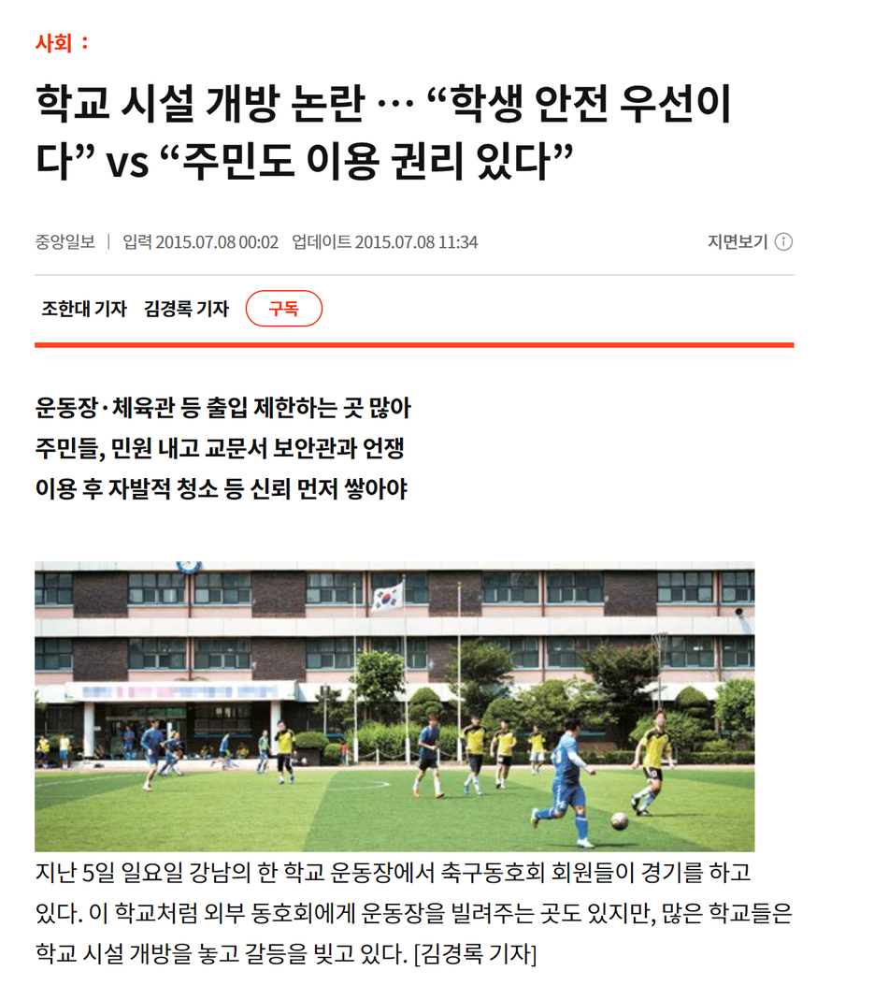 사회 :
학교 시설 개방 논란 … “학생 안전 우선이
다” vs “주민도 이용 권리 있다”
중앙일보 | 입력 2015.07.08 00:02 업데이트 2015.07.08 11:34 지면보기
조한대 기자 김경록 기자 구독
운동장·체육관 등 출입 제한하는 곳 많아
주민들, 민원 내고 교문서 보안관과 언쟁
이용 후 자발적 청소 등 신뢰 먼저 쌓아야
지난 5일 일요일 강남의 한 학교 운동장에서 축구동호회 회원들이 경기를 하고
있다. 이 학교처럼 외부 동호회에게 운동장을 빌려주는 곳도 있지만, 많은 학교들은
학교 시설 개방을 놓고 갈등을 빚고 있다. [김경록 기자]